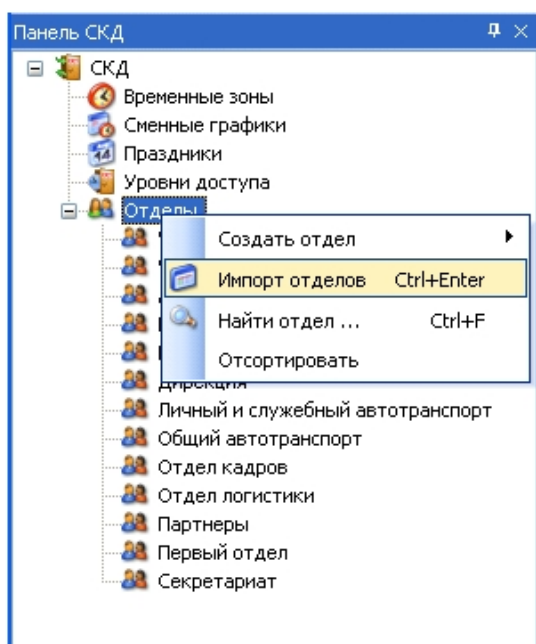 Панель СКД
СКД
Временные зоны
Сменные графики
Праздники
Уровни доступа
Отделы
Создать отдел
Импорт отделов Ctrl+Enter
Найти отдел ... Ctrl+F
Отсортировать
Дирекция
Личный и служебный автотранспорт
Общий автотранспорт
Отдел кадров
Отдел логистики
Партнеры
Первый отдел
Секретариат